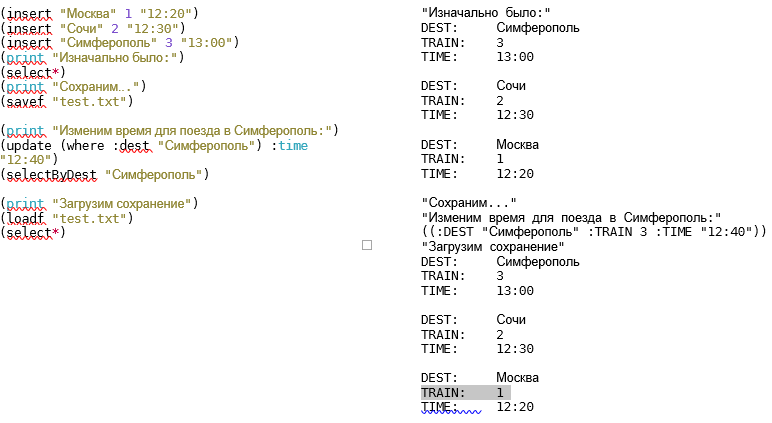 (insert "Москва" 1 "12:20")
(insert "Сочи" 2 "12:30")
(insert "Симферополь" 3 "13:00")
(print "Изначально было:")
(select*)
(print "Сохраним...")
(savef "test.txt")
(print "Изменим время для поезда в Симферополь:")
(update (where :dest "Симферополь") :time
"12:40")
(selectByDest "Симферополь")
(print "Загрузим сохранение")
(loadf "test.txt")
(select*)
"Изначально было:"
DEST: Симферополь
TRAIN: 3
TIME: 13:00
DEST: Сочи
TRAIN: 2
TIME: 12:30
DEST: Москва
TRAIN: 1
TIME: 12:20
"Сохраним..."
"Изменим время для поезда в Симферополь:"
((:DEST "Симферополь" :TRAIN 3 :TIME "12:40"))
"Загрузим сохранение"
DEST: Симферополь
TRAIN: 3
TIME: 13:00
DEST: Сочи
TRAIN: 2
TIME: 12:30
DEST: Москва
TRAIN: 1
TIME: 12:20